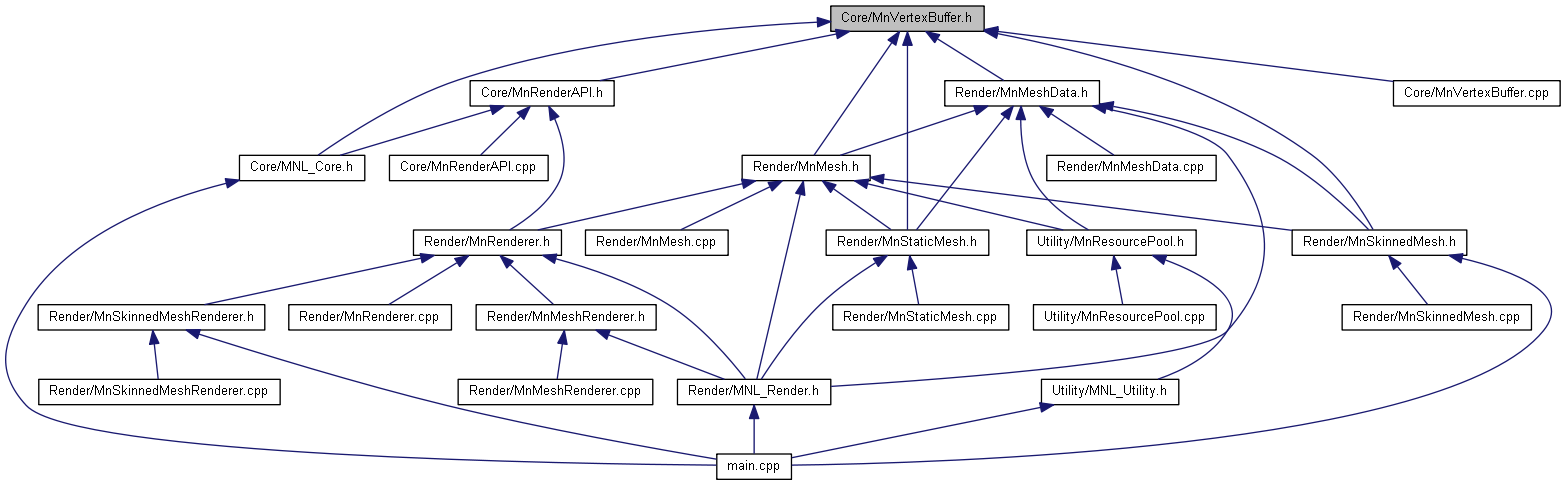 Core/MnVertexBuffer.h
Core/MnRenderAPI.h
Render/MnMeshData.h
Core/MnVertexBuffer.cpp
Core/MNL_Core.h
Core/MnRenderAPI.cpp
Render/MnMesh.h
Render/MnMeshData.cpp
Render/MnRenderer.h
Render/MnMesh.cpp
Render/MnStaticMesh.h
Utility/MnResourcePool.h
Render/MnSkinnedMesh.h
Render/MnSkinnedMeshRenderer.h
Render/MnRenderer.cpp
Render/MnMeshRenderer.h
Render/MnStaticMesh.cpp
Utility/MnResourcePool.cpp
Render/MnSkinnedMesh.cpp
Render/MnSkinnedMeshRenderer.cpp
Render/MnMeshRenderer.cpp
Render/MNL_Render.h
Utility/MNL_Utility.h
main.cpp